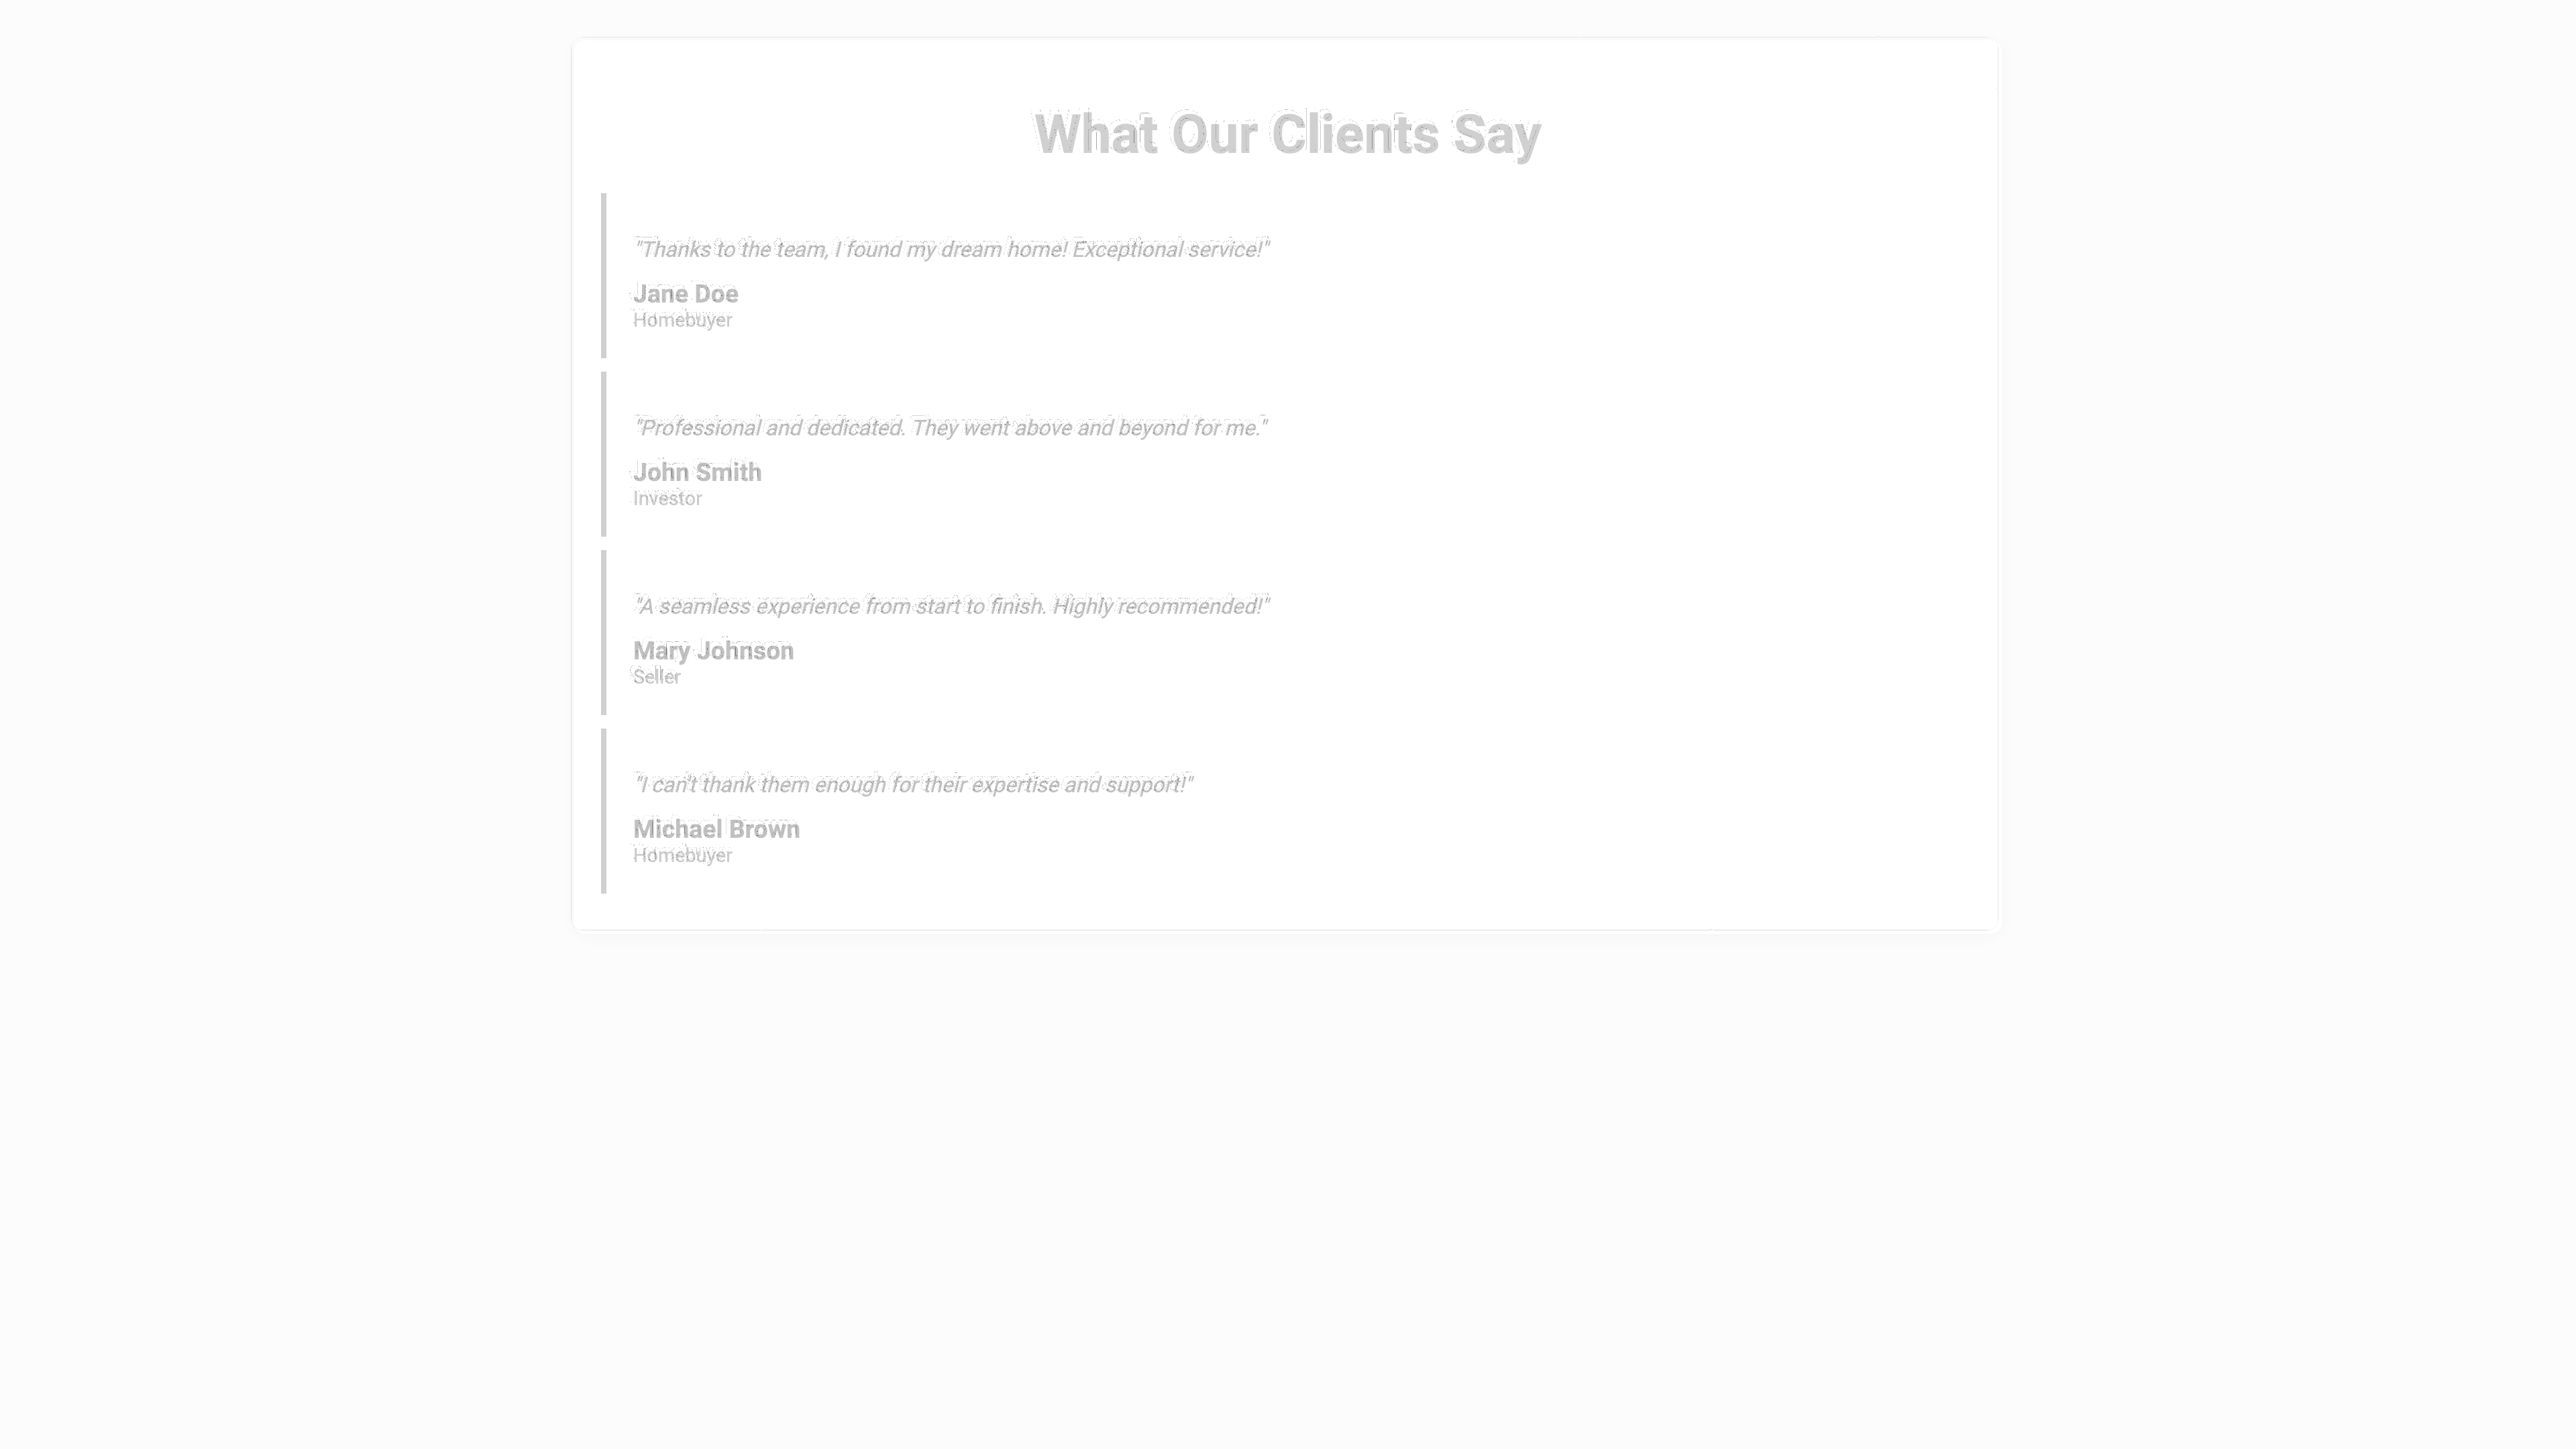 What Our Clients Say
"Thanks to the team, I found my dream home! Exceptional service!"
Jane Doe
Homebuyer
"Professional and dedicated. They went above and beyond for me."
John Smith
Investor
"A seamless experience from start to finish. Highly recommended!"
Mary Johnson
Seller
"I can't thank them enough for their expertise and support!"
Michael Brown
Homebuyer